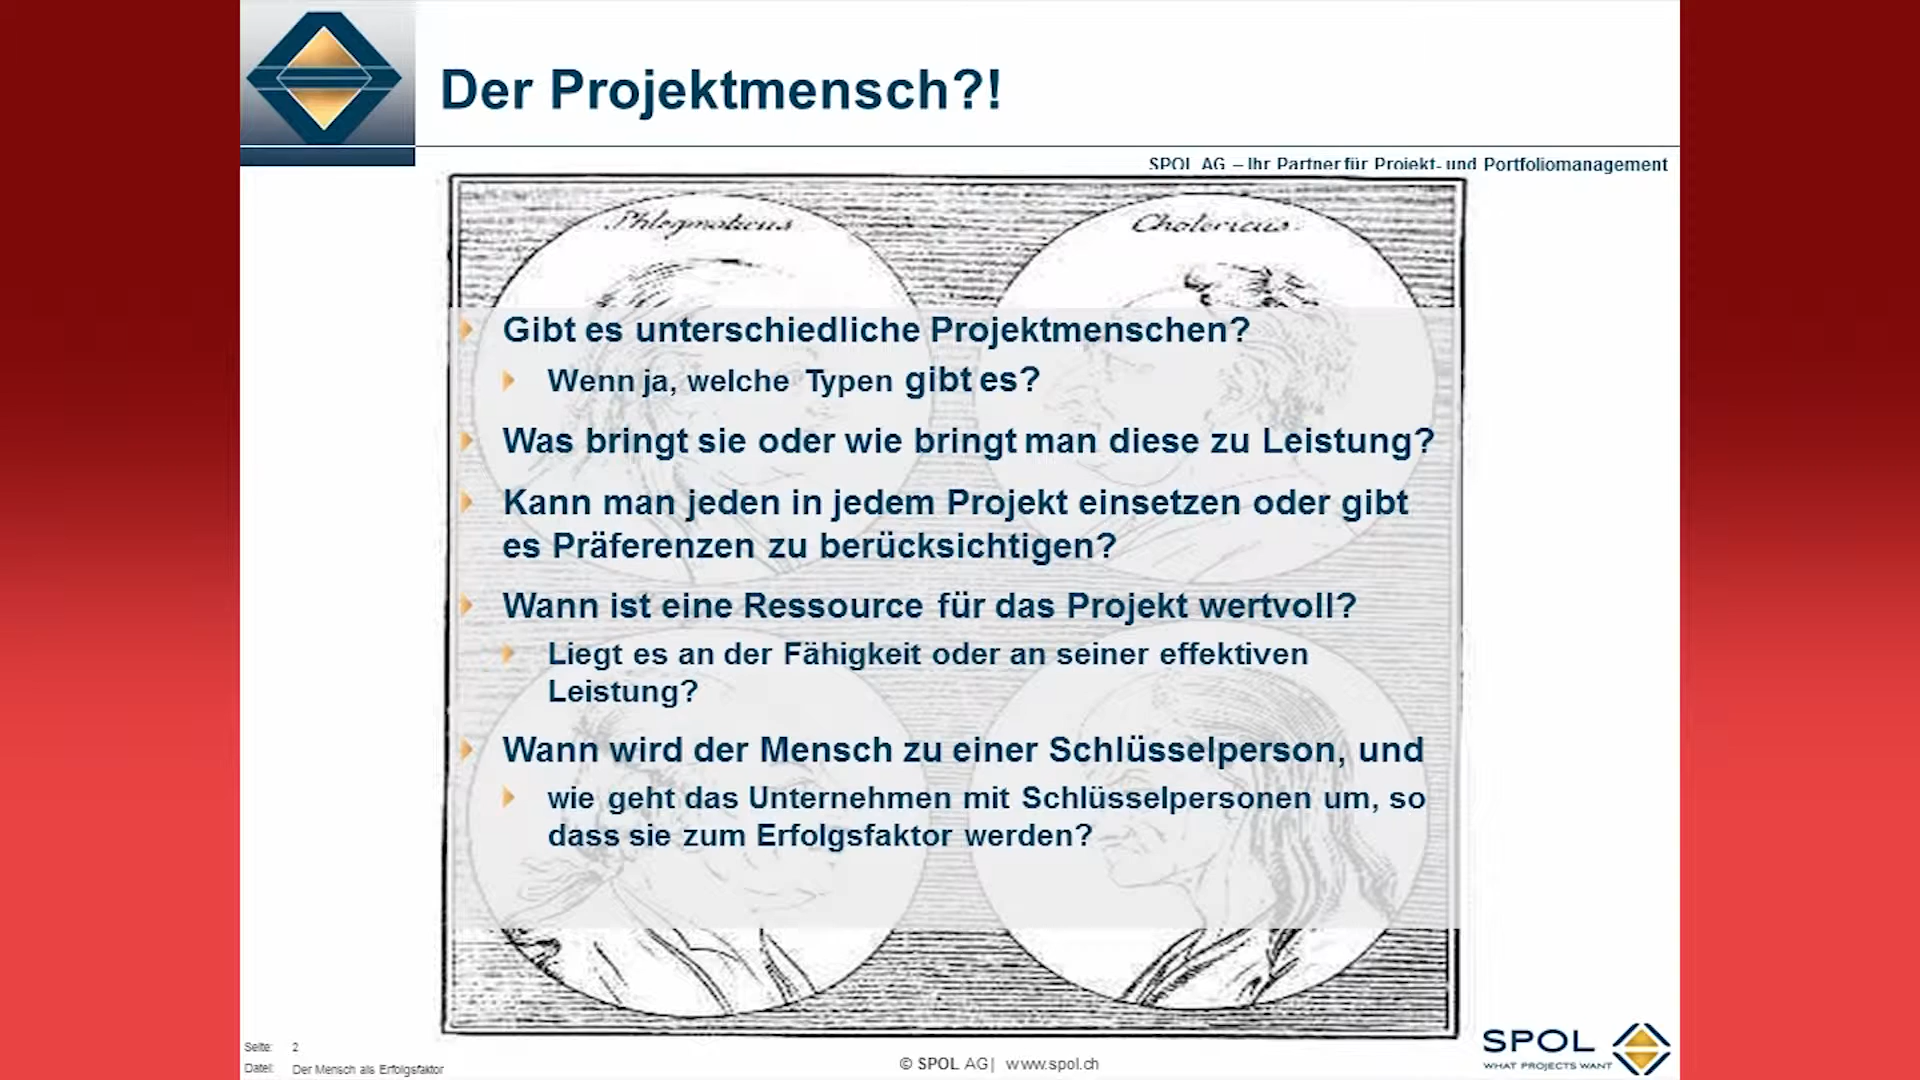 Der Projektmensch?!
SPOL AG – Ihr Partner für Projekt- und Portfoliomanagement
Phlegmaticus
Cholericus.
Gibt es unterschiedliche Projektmenschen?
Wenn ja, welche Typen gibt es?
Was bringt sie oder wie bringt man diese zu Leistung?
Kann man jeden in jedem Projekt einsetzen oder gibt
es Präferenzen zu berücksichtigen?
Wann ist eine Ressource für das Projekt wertvoll?
Liegt es an der Fähigkeit oder an seiner effektiven
Leistung?
Wann wird der Mensch zu einer Schlüsselperson, und
wie geht das Unternehmen mit Schlüsselpersonen um, so
dass sie zum Erfolgsfaktor werden?
Seite: 2
Datei: Der Mensch als Erfolgsfaktor
© SPOL AG| www.spol.ch
SPOL
WHAT PROJECTS WANT